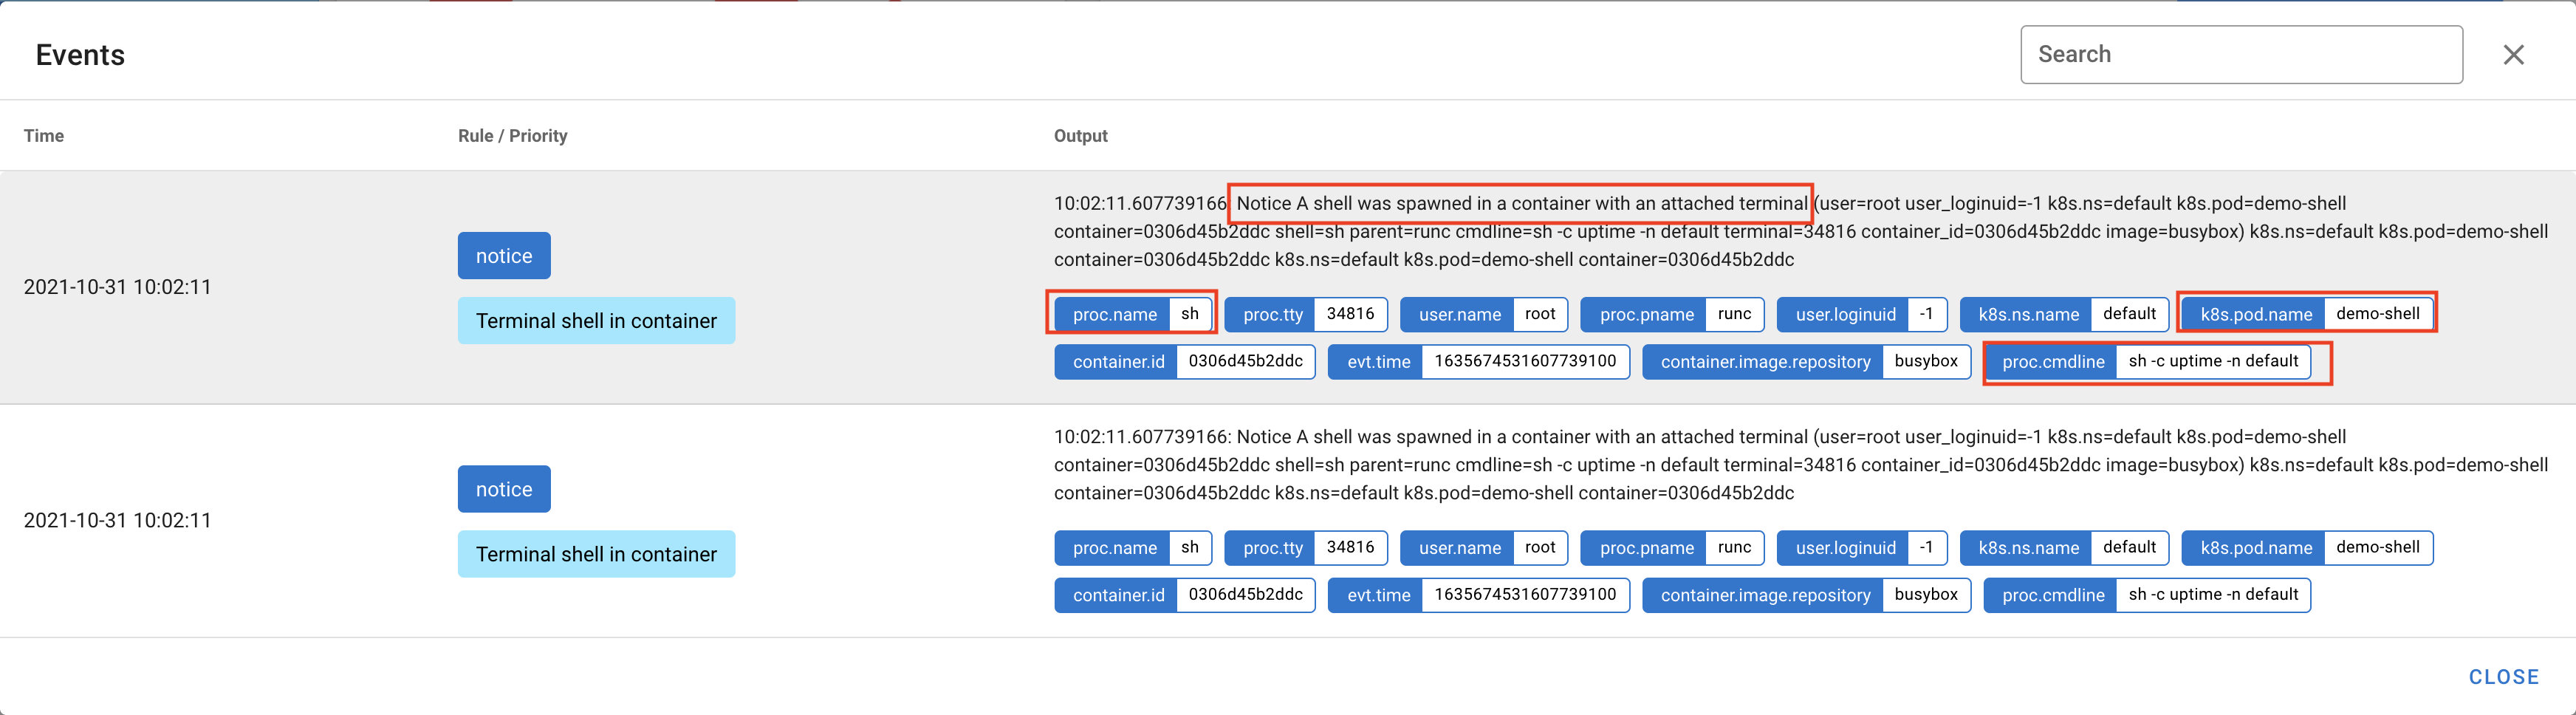 Events
Search
Time Rule / Priority Output
10:02:11.607739166: Notice A shell was spawned in a container with an attached terminal (user=root user_loginuid=-1 k8s.ns=default k8s.pod=demo-shell
container=0306d45b2ddc shell=sh parent=runc cmdline=sh -c uptime -n default terminal=34816 container_id=0306d45b2ddc image=busybox) k8s.ns=default k8s.pod=demo-shell
container=0306d45b2ddc k8s.ns=default k8s.pod=demo-shell container=0306d45b2ddc
2021-10-31 10:02:11
notice
Terminal shell in container
proc.name sh proc.tty 34816 user.name root proc.pname runc user.loginuid -1 k8s.ns.name default k8s.pod.name demo-shell
container.id 0306d45b2ddc evt.time 1635674531607739100 container.image.repository busybox proc.cmdline sh -c uptime -n default
10:02:11.607739166: Notice A shell was spawned in a container with an attached terminal (user=root user_loginuid=-1 k8s.ns=default k8s.pod=demo-shell
container=0306d45b2ddc shell=sh parent=runc cmdline=sh -c uptime -n default terminal=34816 container_id=0306d45b2ddc image=busybox) k8s.ns=default k8s.pod=demo-shell
container=0306d45b2ddc k8s.ns=default k8s.pod=demo-shell container=0306d45b2ddc
2021-10-31 10:02:11
notice
Terminal shell in container
proc.name sh proc.tty 34816 user.name root proc.pname runc user.loginuid -1 k8s.ns.name default k8s.pod.name demo-shell
container.id 0306d45b2ddc evt.time 1635674531607739100 container.image.repository busybox proc.cmdline sh -c uptime -n default
CLOSE